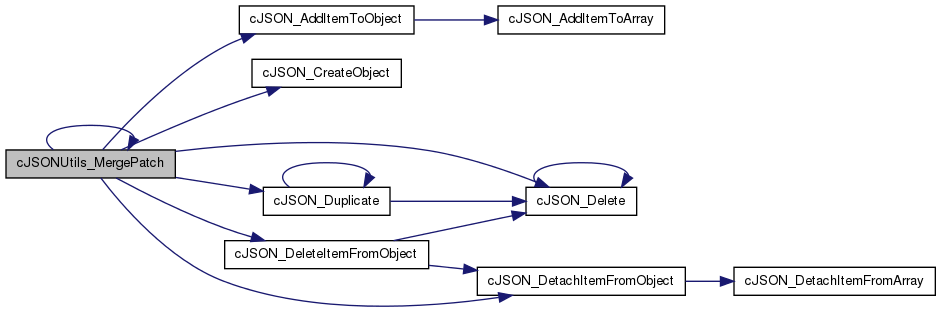 cJSON_AddItemToObject
cJSON_AddItemToArray
cJSON_CreateObject
cJSONUtils_MergePatch
cJSON_Duplicate
cJSON_Delete
cJSON_DeleteItemFromObject
cJSON_DetachItemFromObject
cJSON_DetachItemFromArray